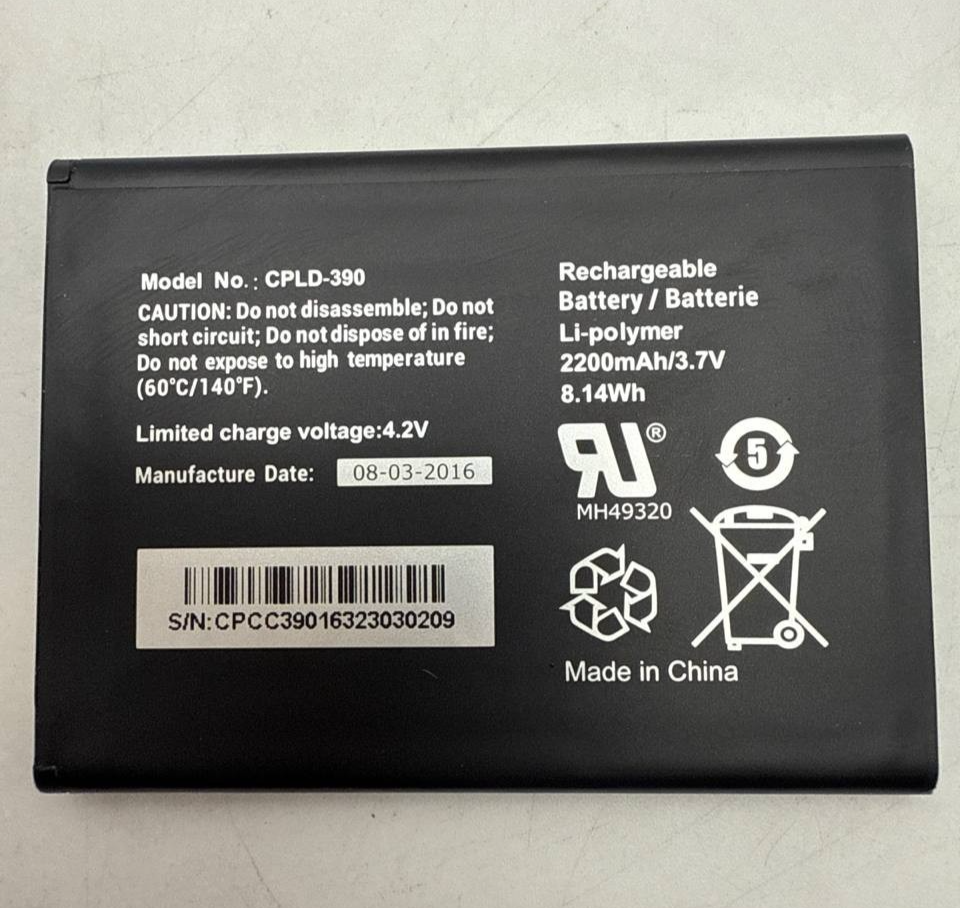 Model No.: CPLD-390
CAUTION: Do not disassemble; Do not
short circuit; Do not dispose of in fire;
Do not expose to high temperature
(60°C/140°F).
Limited charge voltage:4.2V
Manufacture Date: 08-03-2016
S/N:CPCC39016323030209
Rechargeable
Battery / Batterie
Li-polymer
2200mAh/3.7V
8.14Wh
RU®
5
MH49320
Made in China